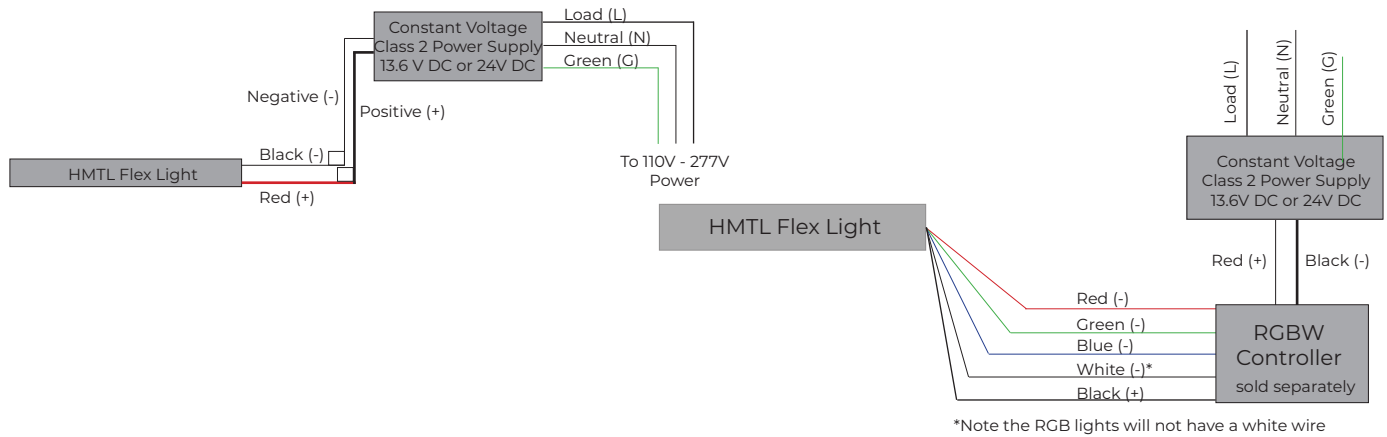 Constant Voltage
Class 2 Power Supply
13.6 V DC or 24V DC
Load (L)
Neutral (N)
Green (G)
Negative (-)
Positive (+)
Black (-)
HMTL Flex Light
Red (+)
To 110V - 277V
Power
HMTL Flex Light
Load (L)
Neutral (N)
Green (G)
Constant Voltage
Class 2 Power Supply
13.6V DC or 24V DC
Red (+)
Black (-)
Red (-)
Green (-)
Blue (-)
White (-)*
Black (+)
RGBW
Controller
sold separately
*Note the RGB lights will not have a white wire